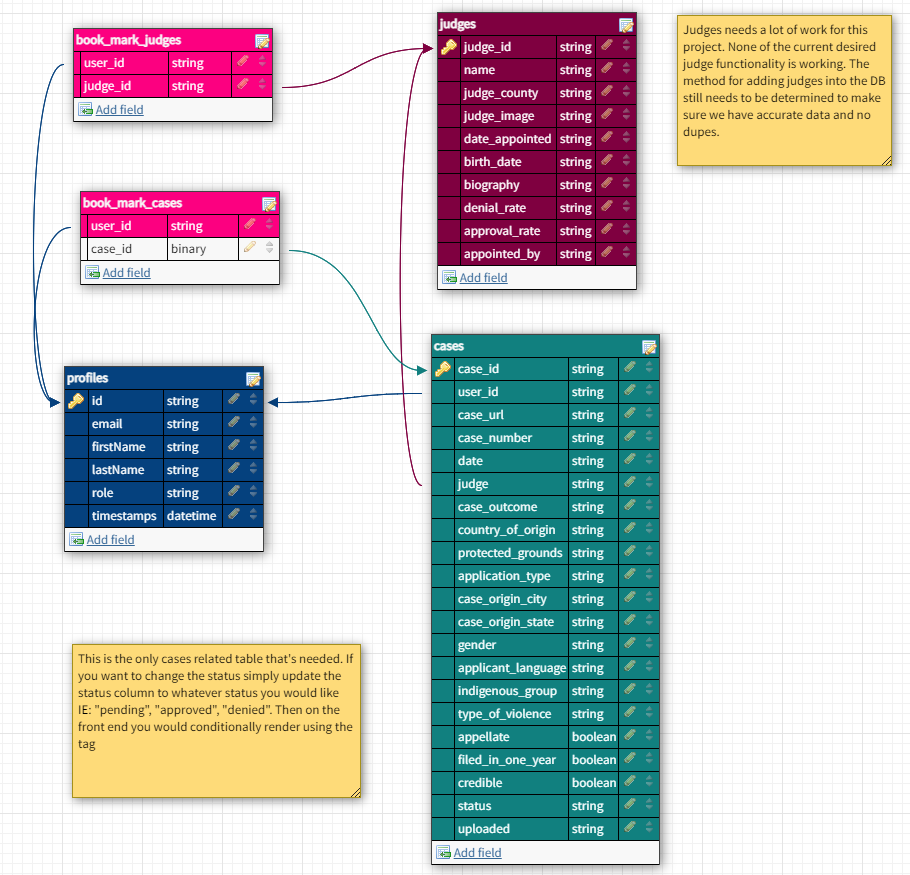 book_mark_judges
user_id string
judge_id string
Add field
judges
judge_id string
name string
judge_county string
judge_image string
date_appointed string
birth_date string
biography string
denial_rate string
approval_rate string
appointed_by string
Add field
Judges needs a lot of work for this
project. None of the current desired
judge functionality is working. The
method for adding judges into the DB
still needs to be determined to make
sure we have accurate data and no
dupes.
book_mark_cases
user_id string
case_id binary
Add field
profiles
id string
email string
firstName string
lastName string
role string
timestamps datetime
Add field
cases
case_id string
user_id string
case_url string
case_number string
date string
judge string
case_outcome string
country_of_origin string
protected_grounds string
application_type string
case_origin_city string
case_origin_state string
gender string
applicant_language string
indigenous_group string
type_of_violence string
appellate boolean
filed_in_one_year boolean
credible boolean
status string
uploaded string
Add field
This is the only cases related table that's needed. If
you want to change the status simply update the
status column to whatever status you would like
IE: "pending", "approved", "denied". Then on the
front end you would conditionally render using the
tag